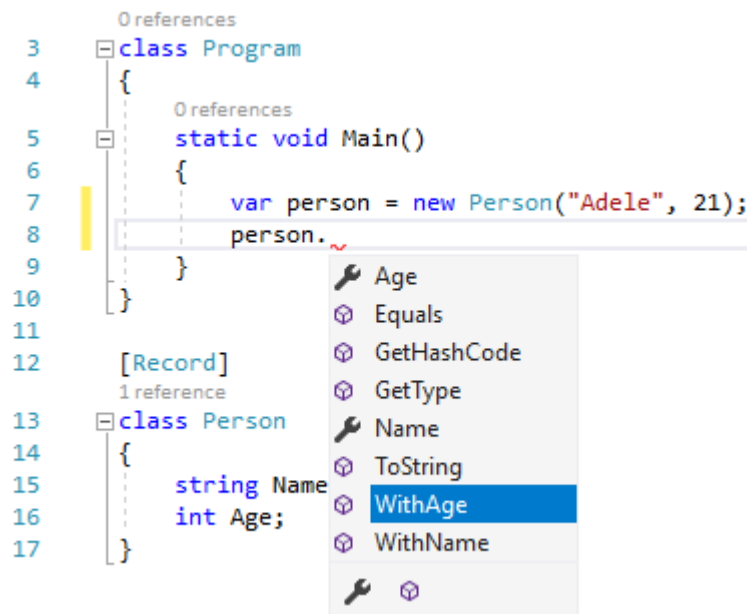 0 references
3 class Program
4 {
0 references
5 static void Main()
6 {
7 var person = new Person("Adele", 21);
8 person.
9 }
10 }
11
12 [Record]
1 reference
13 class Person
14 {
15 string Name
16 int Age;
17 }
Age
Equals
GetHashCode
GetType
Name
ToString
WithAge
WithName